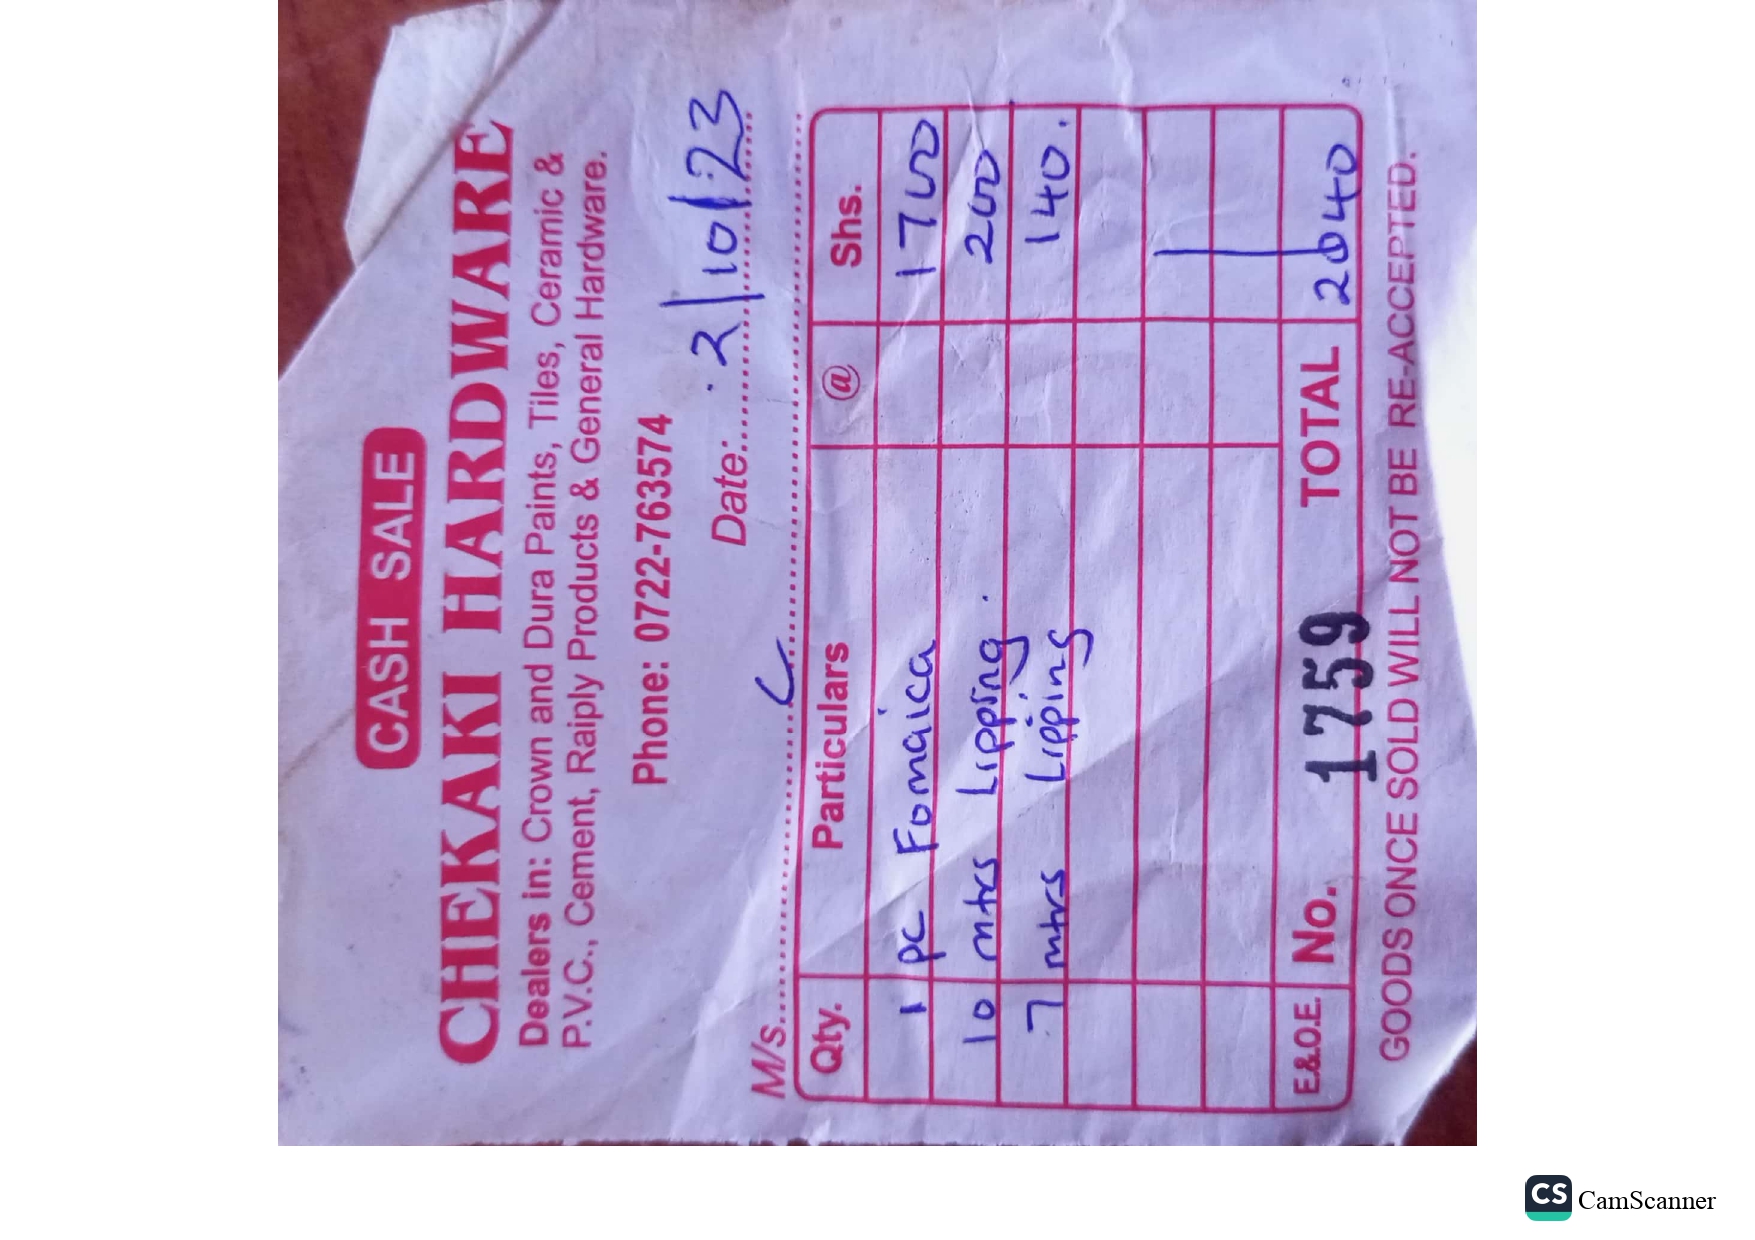 CASH SALE
CHEKAKI HARDWARE
Dealers in: Crown and Dura Paints, Tiles, Ceramic &
P.V.C., Cement, Raiply Products & General Hardware.
Phone: 0722-763574
Date: 2/10/23
M/s. C
Qty. Particulars @ Shs.
1 pc Fomaica 1700
10 mtrs Lipping. 200
7 mtrs Lipping 140.
E.&.O.E. No. 1759 TOTAL 2040
GOODS ONCE SOLD WILL NOT BE RE-ACCEPTED.
CS CamScanner